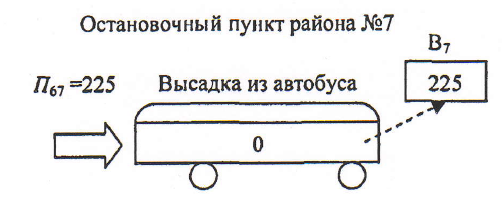 Остановочный пункт района №7
В₇
П₆₇ =225 Высадка из автобуса 225
0